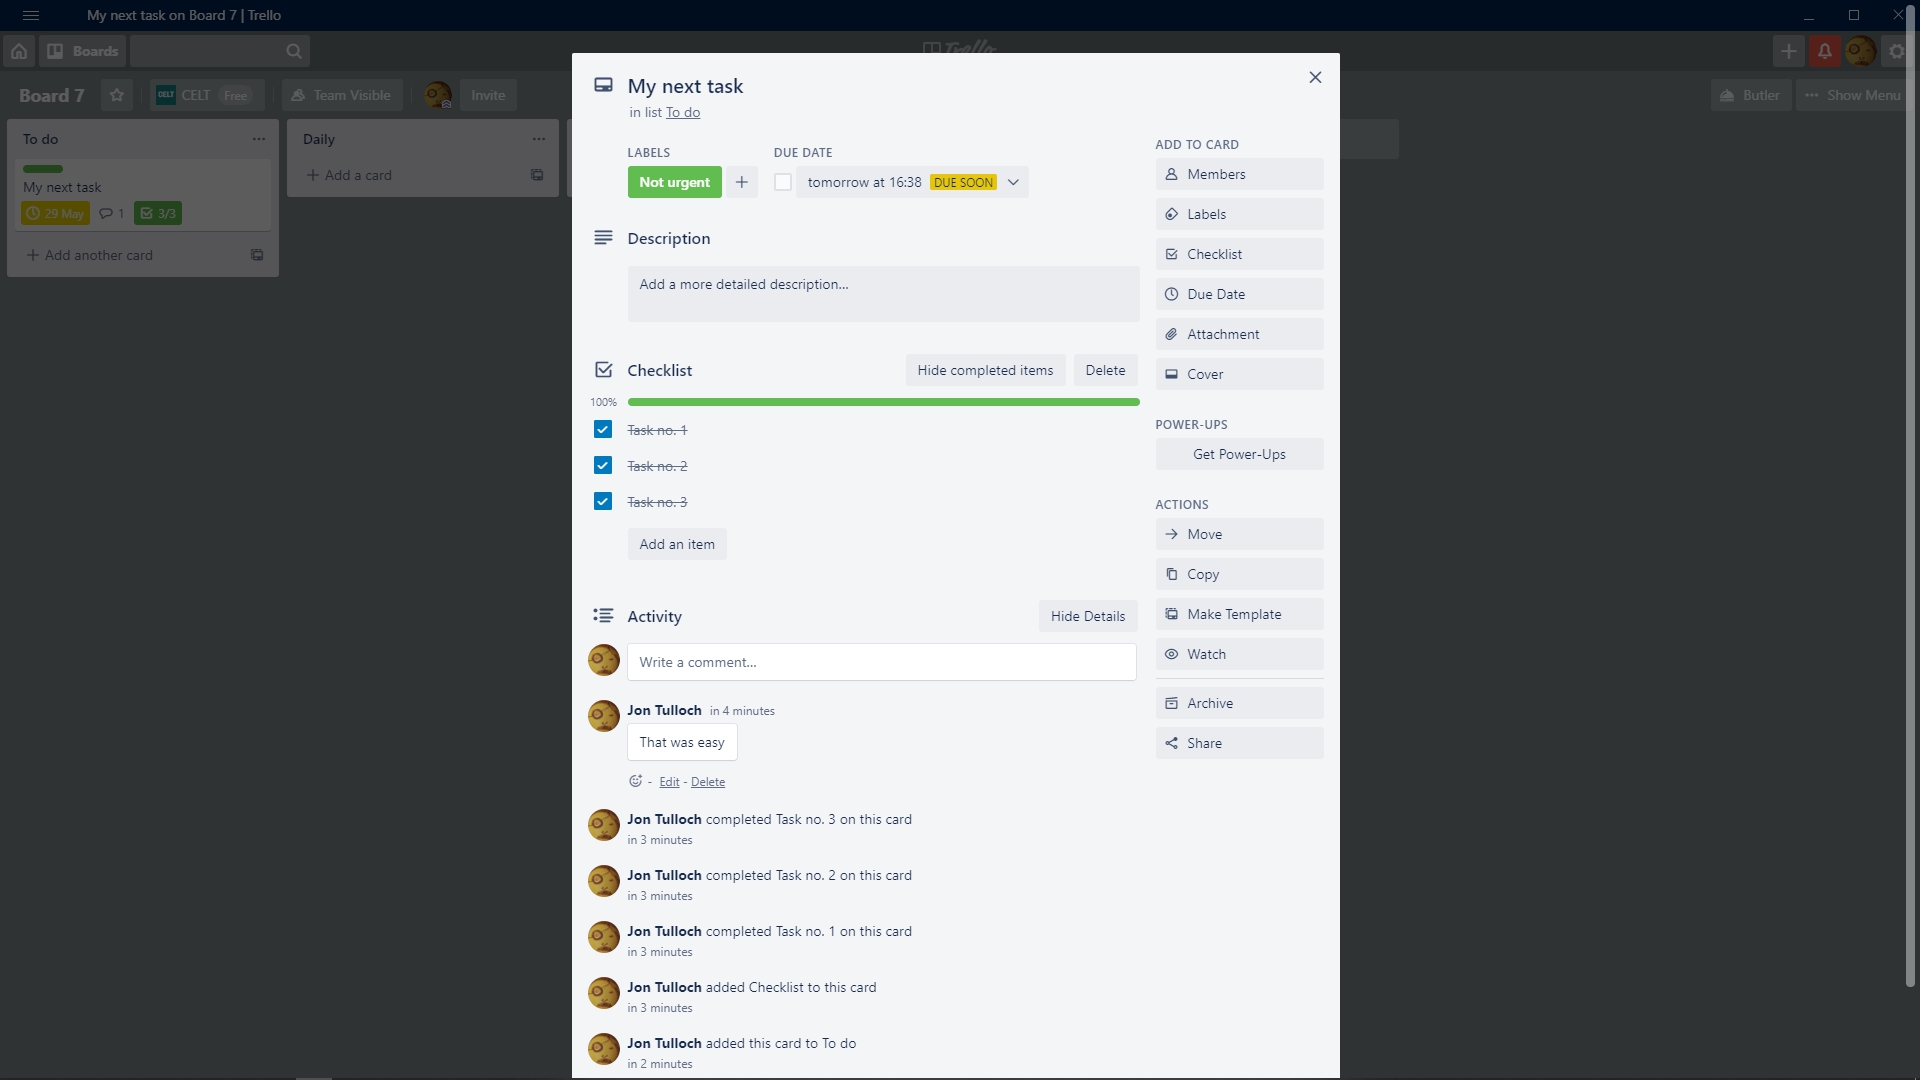 My next task on Board 7 | Trello
Boards
Trello
Board 7
CELT CELT Free
Team Visible
Invite
Butler
Show Menu
To do
My next task
29 May 1 3/3
Add another card
Daily
Add a card
My next task
in list To do
LABELS
Not urgent
DUE DATE
tomorrow at 16:38 DUE SOON
Description
Add a more detailed description...
Checklist
Hide completed items
Delete
100%
Task no. 1
Task no. 2
Task no. 3
Add an item
Activity
Hide Details
Write a comment...
Jon Tulloch in 4 minutes
That was easy
- Edit - Delete
Jon Tulloch completed Task no. 3 on this card
in 3 minutes
Jon Tulloch completed Task no. 2 on this card
in 3 minutes
Jon Tulloch completed Task no. 1 on this card
in 3 minutes
Jon Tulloch added Checklist to this card
in 3 minutes
Jon Tulloch added this card to To do
in 2 minutes
ADD TO CARD
Members
Labels
Checklist
Due Date
Attachment
Cover
POWER-UPS
Get Power-Ups
ACTIONS
Move
Copy
Make Template
Watch
Archive
Share